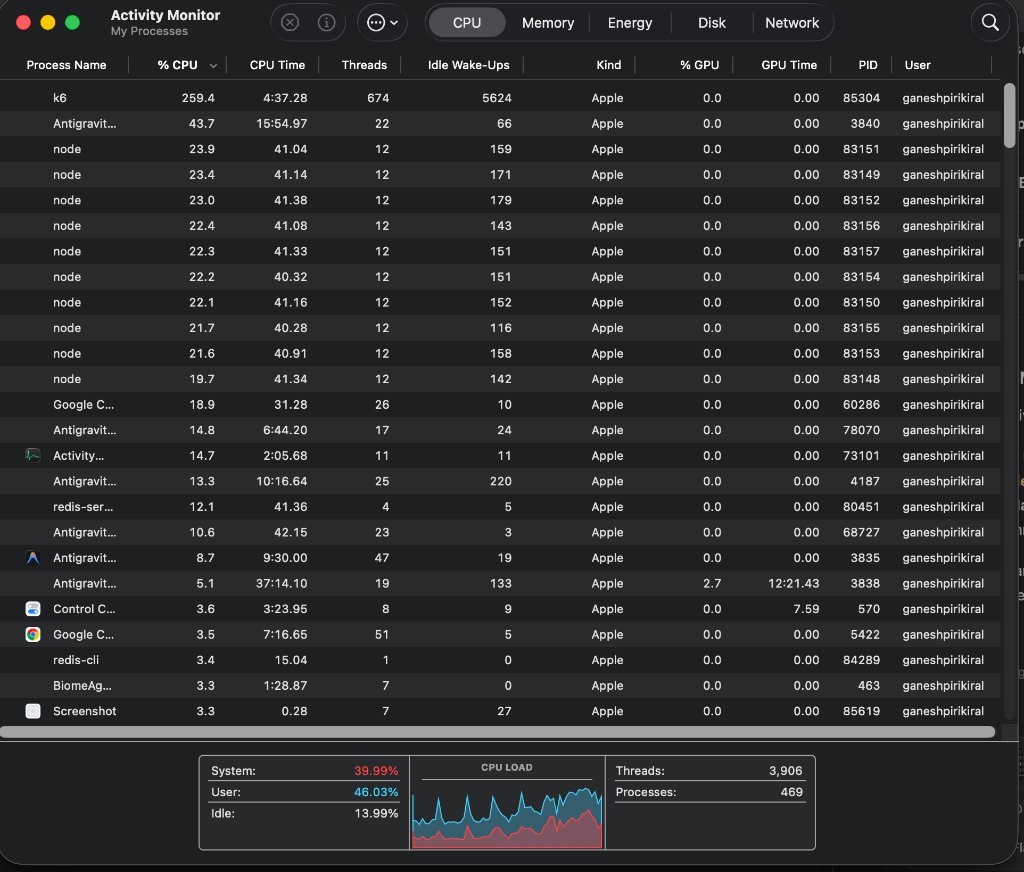 Activity Monitor
My Processes
CPU Memory Energy Disk Network
Process Name % CPU CPU Time Threads Idle Wake-Ups Kind % GPU GPU Time PID User
k6 259.4 4:37.28 674 5624 Apple 0.0 0.00 85304 ganeshpirikiral
Antigravit... 43.7 15:54.97 22 66 Apple 0.0 0.00 3840 ganeshpirikiral
node 23.9 41.04 12 159 Apple 0.0 0.00 83151 ganeshpirikiral
node 23.4 41.14 12 171 Apple 0.0 0.00 83149 ganeshpirikiral
node 23.0 41.38 12 179 Apple 0.0 0.00 83152 ganeshpirikiral
node 22.4 41.08 12 143 Apple 0.0 0.00 83156 ganeshpirikiral
node 22.3 41.33 12 151 Apple 0.0 0.00 83157 ganeshpirikiral
node 22.2 40.32 12 151 Apple 0.0 0.00 83154 ganeshpirikiral
node 22.1 41.16 12 152 Apple 0.0 0.00 83150 ganeshpirikiral
node 21.7 40.28 12 116 Apple 0.0 0.00 83155 ganeshpirikiral
node 21.6 40.91 12 158 Apple 0.0 0.00 83153 ganeshpirikiral
node 19.7 41.34 12 142 Apple 0.0 0.00 83148 ganeshpirikiral
Google C... 18.9 31.28 26 10 Apple 0.0 0.00 60286 ganeshpirikiral
Antigravit... 14.8 6:44.20 17 24 Apple 0.0 0.00 78070 ganeshpirikiral
Activity... 14.7 2:05.68 11 11 Apple 0.0 0.00 73101 ganeshpirikiral
Antigravit... 13.3 10:16.64 25 220 Apple 0.0 0.00 4187 ganeshpirikiral
redis-ser... 12.1 41.36 4 5 Apple 0.0 0.00 80451 ganeshpirikiral
Antigravit... 10.6 42.15 23 3 Apple 0.0 0.00 68727 ganeshpirikiral
Antigravit... 8.7 9:30.00 47 19 Apple 0.0 0.00 3835 ganeshpirikiral
Antigravit... 5.1 37:14.10 19 133 Apple 2.7 12:21.43 3838 ganeshpirikiral
Control C... 3.6 3:23.95 8 9 Apple 0.0 7.59 570 ganeshpirikiral
Google C... 3.5 7:16.65 51 5 Apple 0.0 0.00 5422 ganeshpirikiral
redis-cli 3.4 15.04 1 0 Apple 0.0 0.00 84289 ganeshpirikiral
BiomeAg... 3.3 1:28.87 7 0 Apple 0.0 0.00 463 ganeshpirikiral
Screenshot 3.3 0.28 7 27 Apple 0.0 0.00 85619 ganeshpirikiral
System: 39.99% CPU LOAD Threads: 3,906
User: 46.03% Processes: 469
Idle: 13.99%